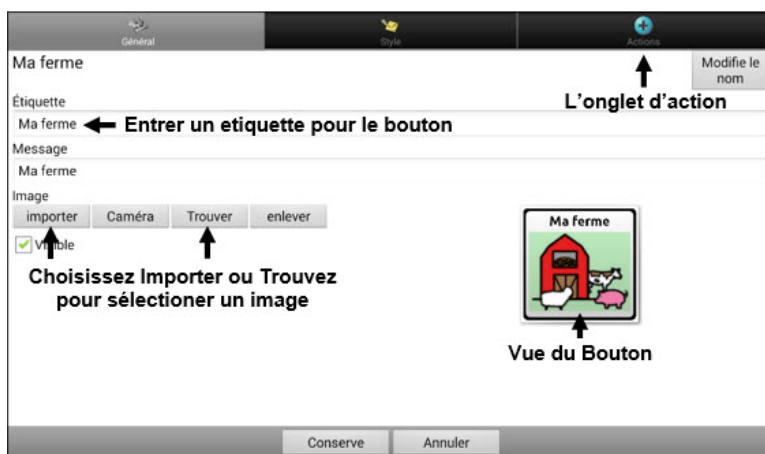 Général
Style
Actions
Ma ferme
Modifie le
nom
L'onglet d'action
Étiquette
Ma ferme
Entrer un etiquette pour le bouton
Message
Ma ferme
Image
importer
Caméra
Trouver
enlever
Visible
Ma ferme
Choisissez Importer ou Trouvez
pour sélectioner un image
Vue du Bouton
Conserve
Annuler